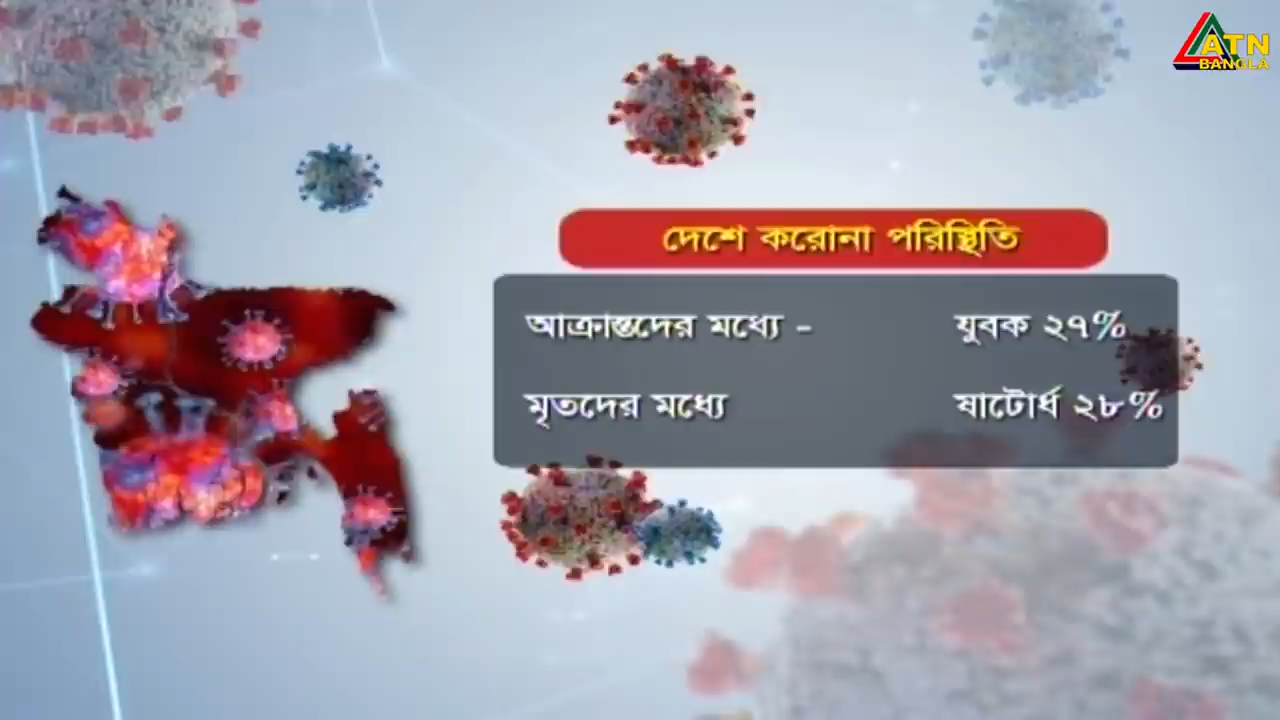 ATN
BANGLA
দেশে করোনা পরিস্থিতি
আক্রান্তদের মধ্যে - যুবক ২৭%
মৃতদের মধ্যে ষাটোর্ধ ২৮%